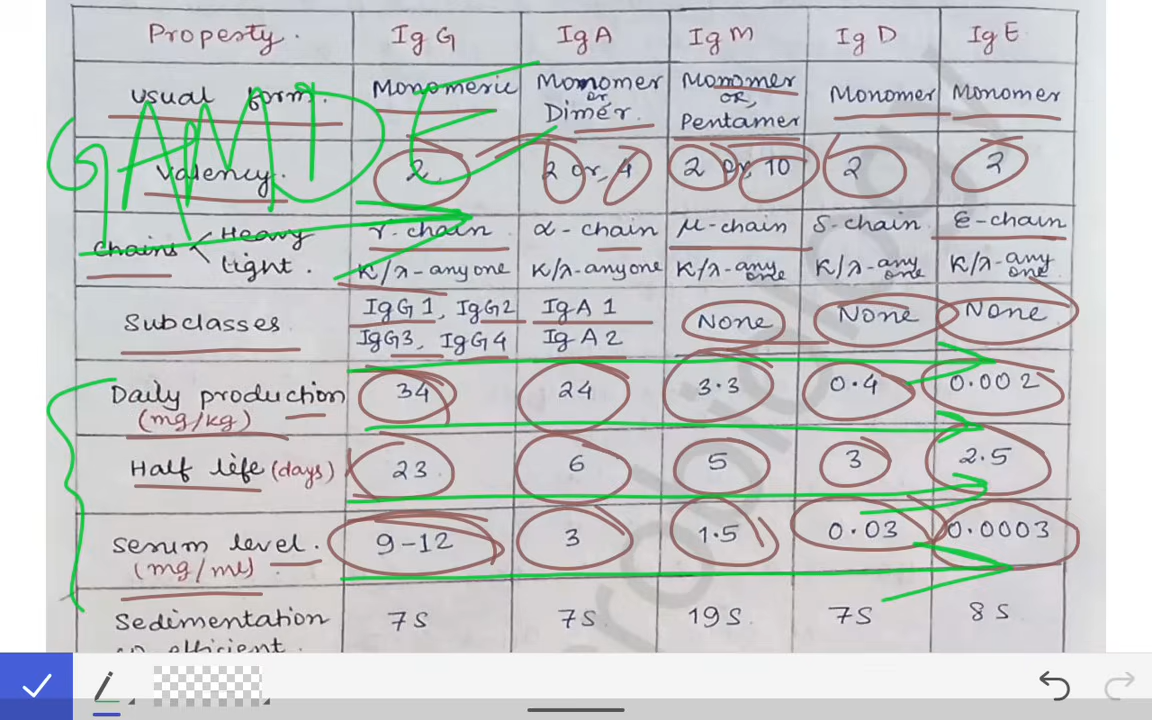 Property. IgG IgA IgM IgD IgE
Usual form. Monomeric Monomer or Dimer Monomer OR, Pentamer Monomer Monomer
Valency. 2 2 or, 4 2 or, 10 2 2
Chains < Heavy γ-chain α-chain μ-chain δ-chain ε-chain
Light. K/λ-anyone K/λ-anyone K/λ-any one K/λ-any one K/λ-any one
Subclasses IgG1, IgG2 IgG3, IgG4 IgA1 IgA2 None None None
Daily production (mg/kg) 34 24 3.3 0.4 0.002
Half life (days) 23 6 5 3 2.5
Serum level. (mg/ml) 9-12 3 1.5 0.03 0.0003
Sedimentation 7S 7S 19S 7S 8S
GAMDE